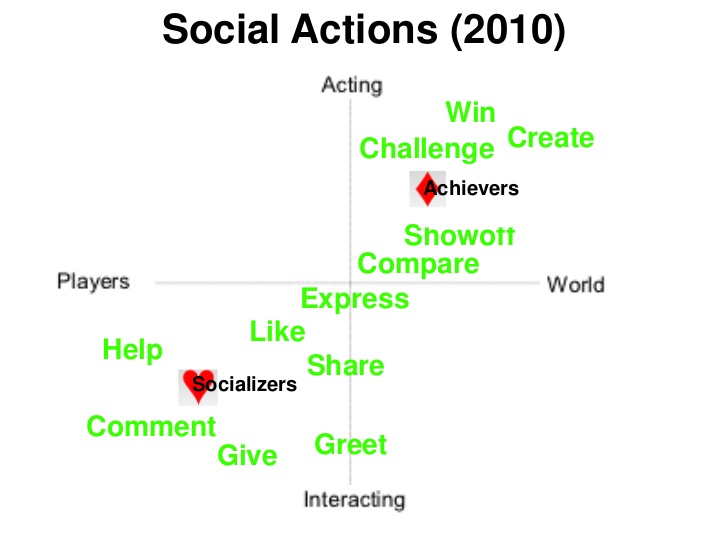 Social Actions (2010)
Acting
Win
Create
Challenge
Achievers
Showoff
Compare
Players
World
Express
Like
Help
Share
Socializers
Comment
Greet
Give
Interacting